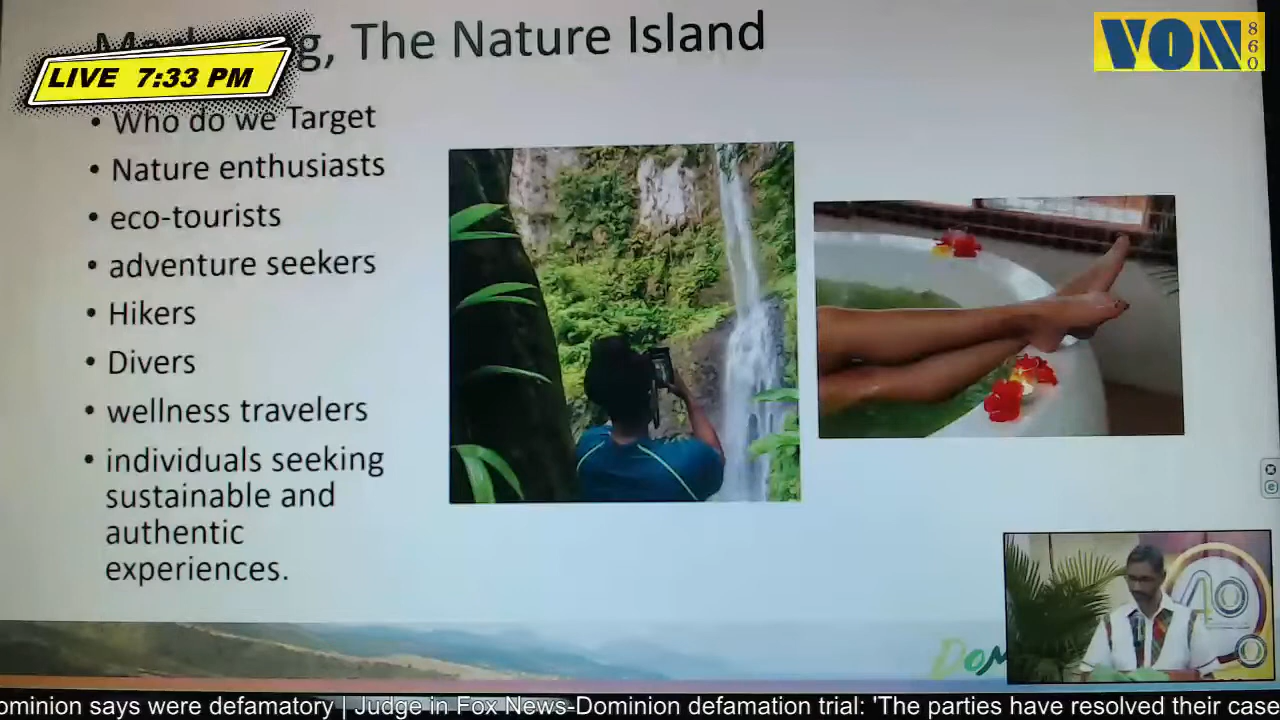 g, The Nature Island
LIVE 7:33 PM
VON
860
• Who do we Target
• Nature enthusiasts
• eco-tourists
• adventure seekers
• Hikers
• Divers
• wellness travelers
• individuals seeking
sustainable and
authentic
experiences.
Dom
40
ominion says were defamatory | Judge in Fox News-Dominion defamation trial: 'The parties have resolved their case